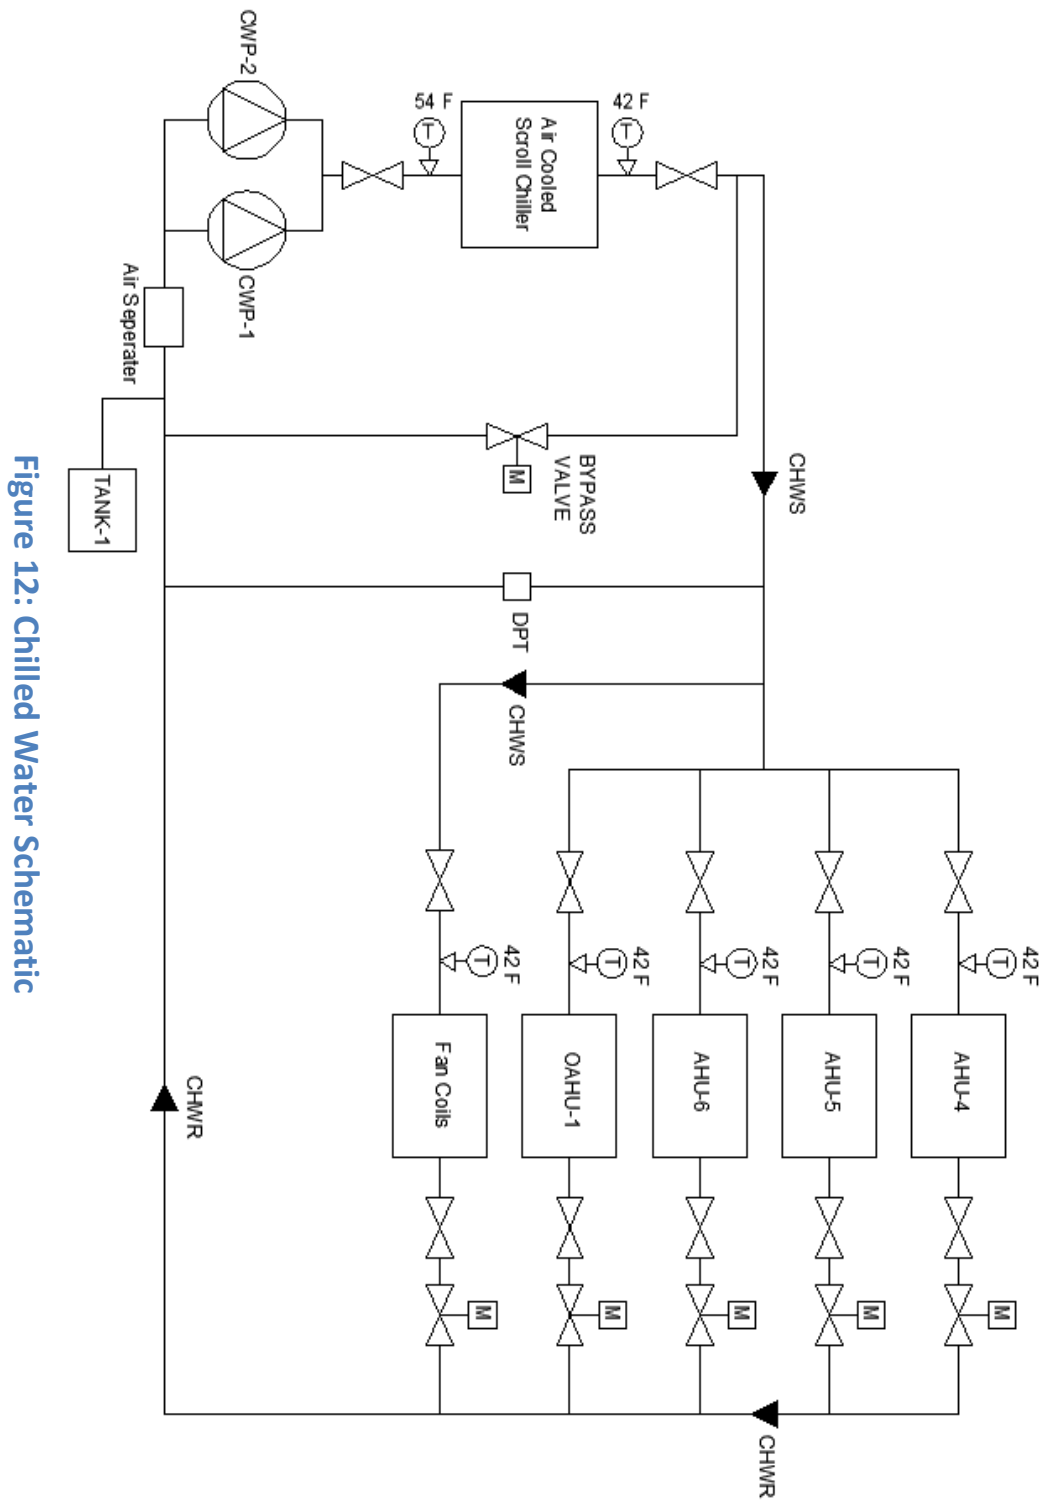 42 F
AHU-4
M
42 F
AHU-5
M
CHWS
42 F
AHU-6
M
CHWR
42 F
Air Cooled
Scroll Chiller
BYPASS
VALVE
M
DPT
CHWS
42 F
OAHU-1
M
54 F
42 F
Fan Coils
M
CWP-2
CWP-1
CHWR
Air Seperater
TANK-1
T
T
T
T
T
T
T
Figure 12: Chilled Water Schematic